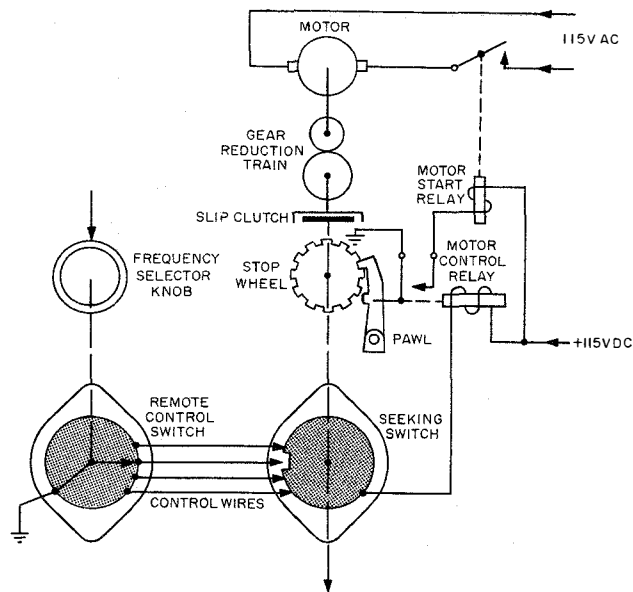 MOTOR
115V AC
GEAR
REDUCTION
TRAIN
MOTOR
START
RELAY
SLIP CLUTCH
FREQUENCY
SELECTOR
KNOB
STOP
WHEEL
MOTOR
CONTROL
RELAY
PAWL
+115VDC
REMOTE
CONTROL
SWITCH
SEEKING
SWITCH
CONTROL WIRES